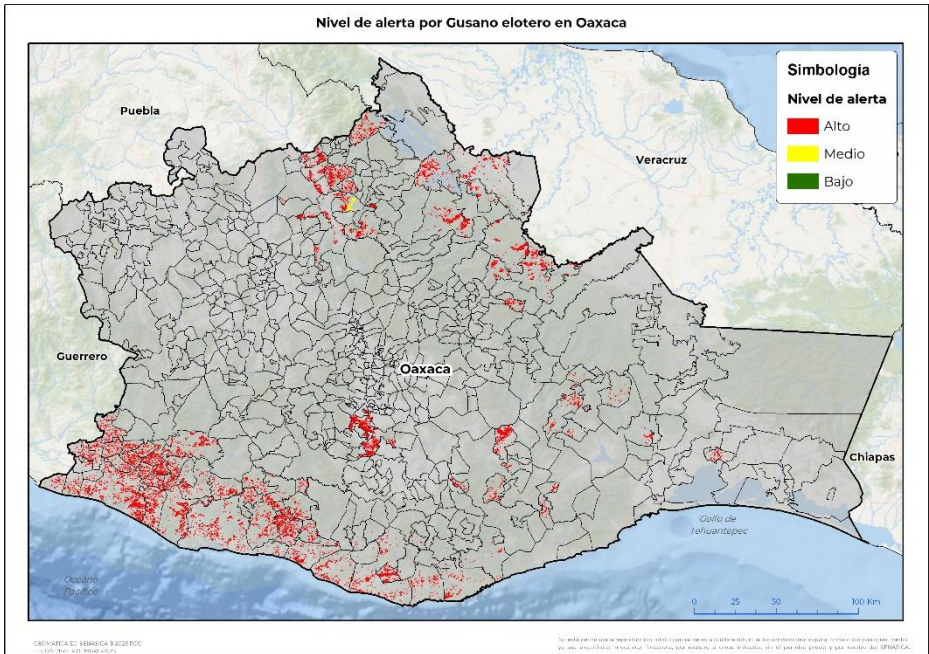 Nivel de alerta por Gusano elotero en Oaxaca
Simbología
Nivel de alerta
Alto
Medio
Bajo
Puebla
Veracruz
Guerrero
Oaxaca
Chiapas
Golfo de
Tehuantepec
Océano
Pacífico
0 25 50 100 Km